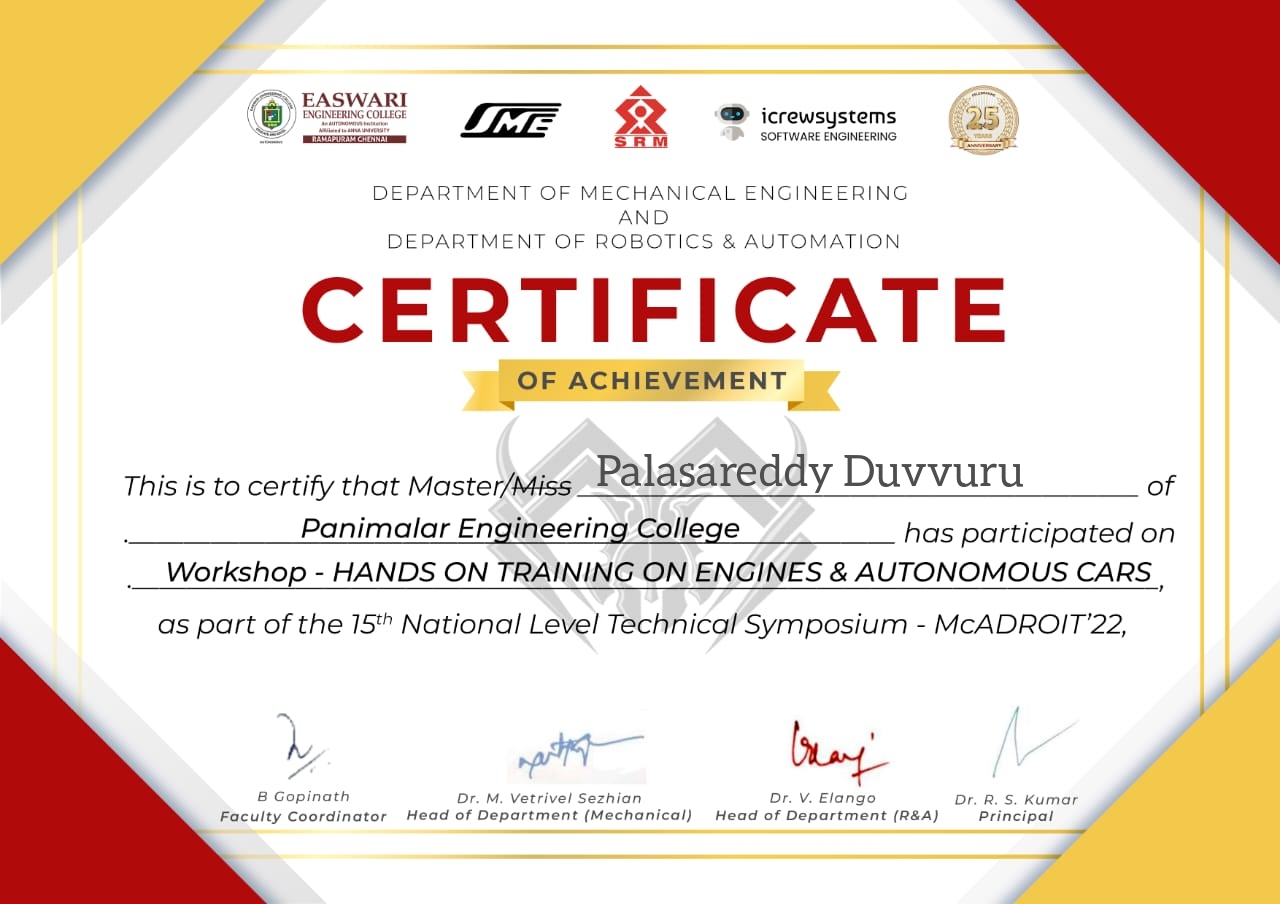 EASWARI
ENGINEERING COLLEGE
AN AUTONOMOUS Institution
Affiliated to ANNA UNIVERSITY
RAMAPURAM CHENNAI
AUTONOMOUS
SME
SRM
icrewsystems
SOFTWARE ENGINEERING
CELEBRATING
25
YEARS
ANNIVERSARY
DEPARTMENT OF MECHANICAL ENGINEERING
AND
DEPARTMENT OF ROBOTICS & AUTOMATION
CERTIFICATE
OF ACHIEVEMENT
This is to certify that Master/Miss Palasareddy Duvvuru of
Panimalar Engineering College has participated on
Workshop - HANDS ON TRAINING ON ENGINES & AUTONOMOUS CARS,
as part of the 15th National Level Technical Symposium - McADROIT’22,
B Gopinath
Faculty Coordinator
Dr. M. Vetrivel Sezhian
Head of Department (Mechanical)
Dr. V. Elango
Head of Department (R&A)
Dr. R. S. Kumar
Principal